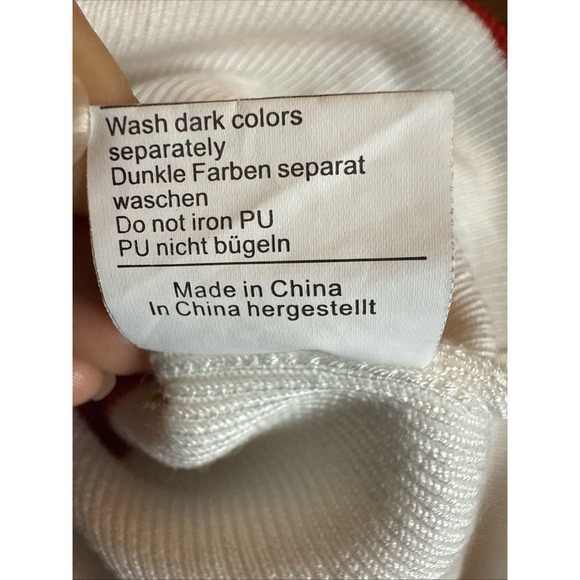 Wash dark colors
separately
Dunkle Farben separat
waschen
Do not iron PU
PU nicht bügeln
Made in China
In China hergestellt